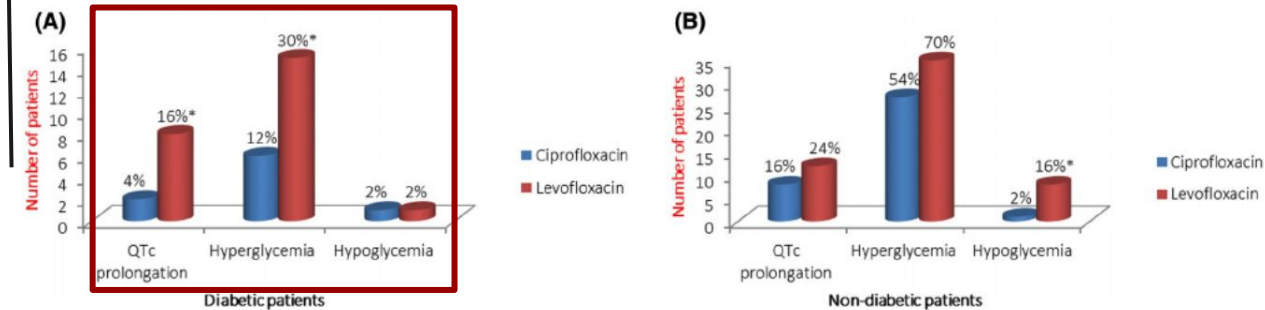 (A)
Number of patients
16
14
12
10
8
6
4
2
0
4%
16%*
12%
30%*
2%
2%
QTc
prolongation
Hyperglycemia
Hypoglycemia
Diabetic patients
Ciprofloxacin
Levofloxacin
(B)
Number of patients
35
30
25
20
15
10
5
0
16%
24%
54%
70%
2%
16%*
QTc
prolongation
Hyperglycemia
Hypoglycemia
Non-diabetic patients
Ciprofloxacin
Levofloxacin